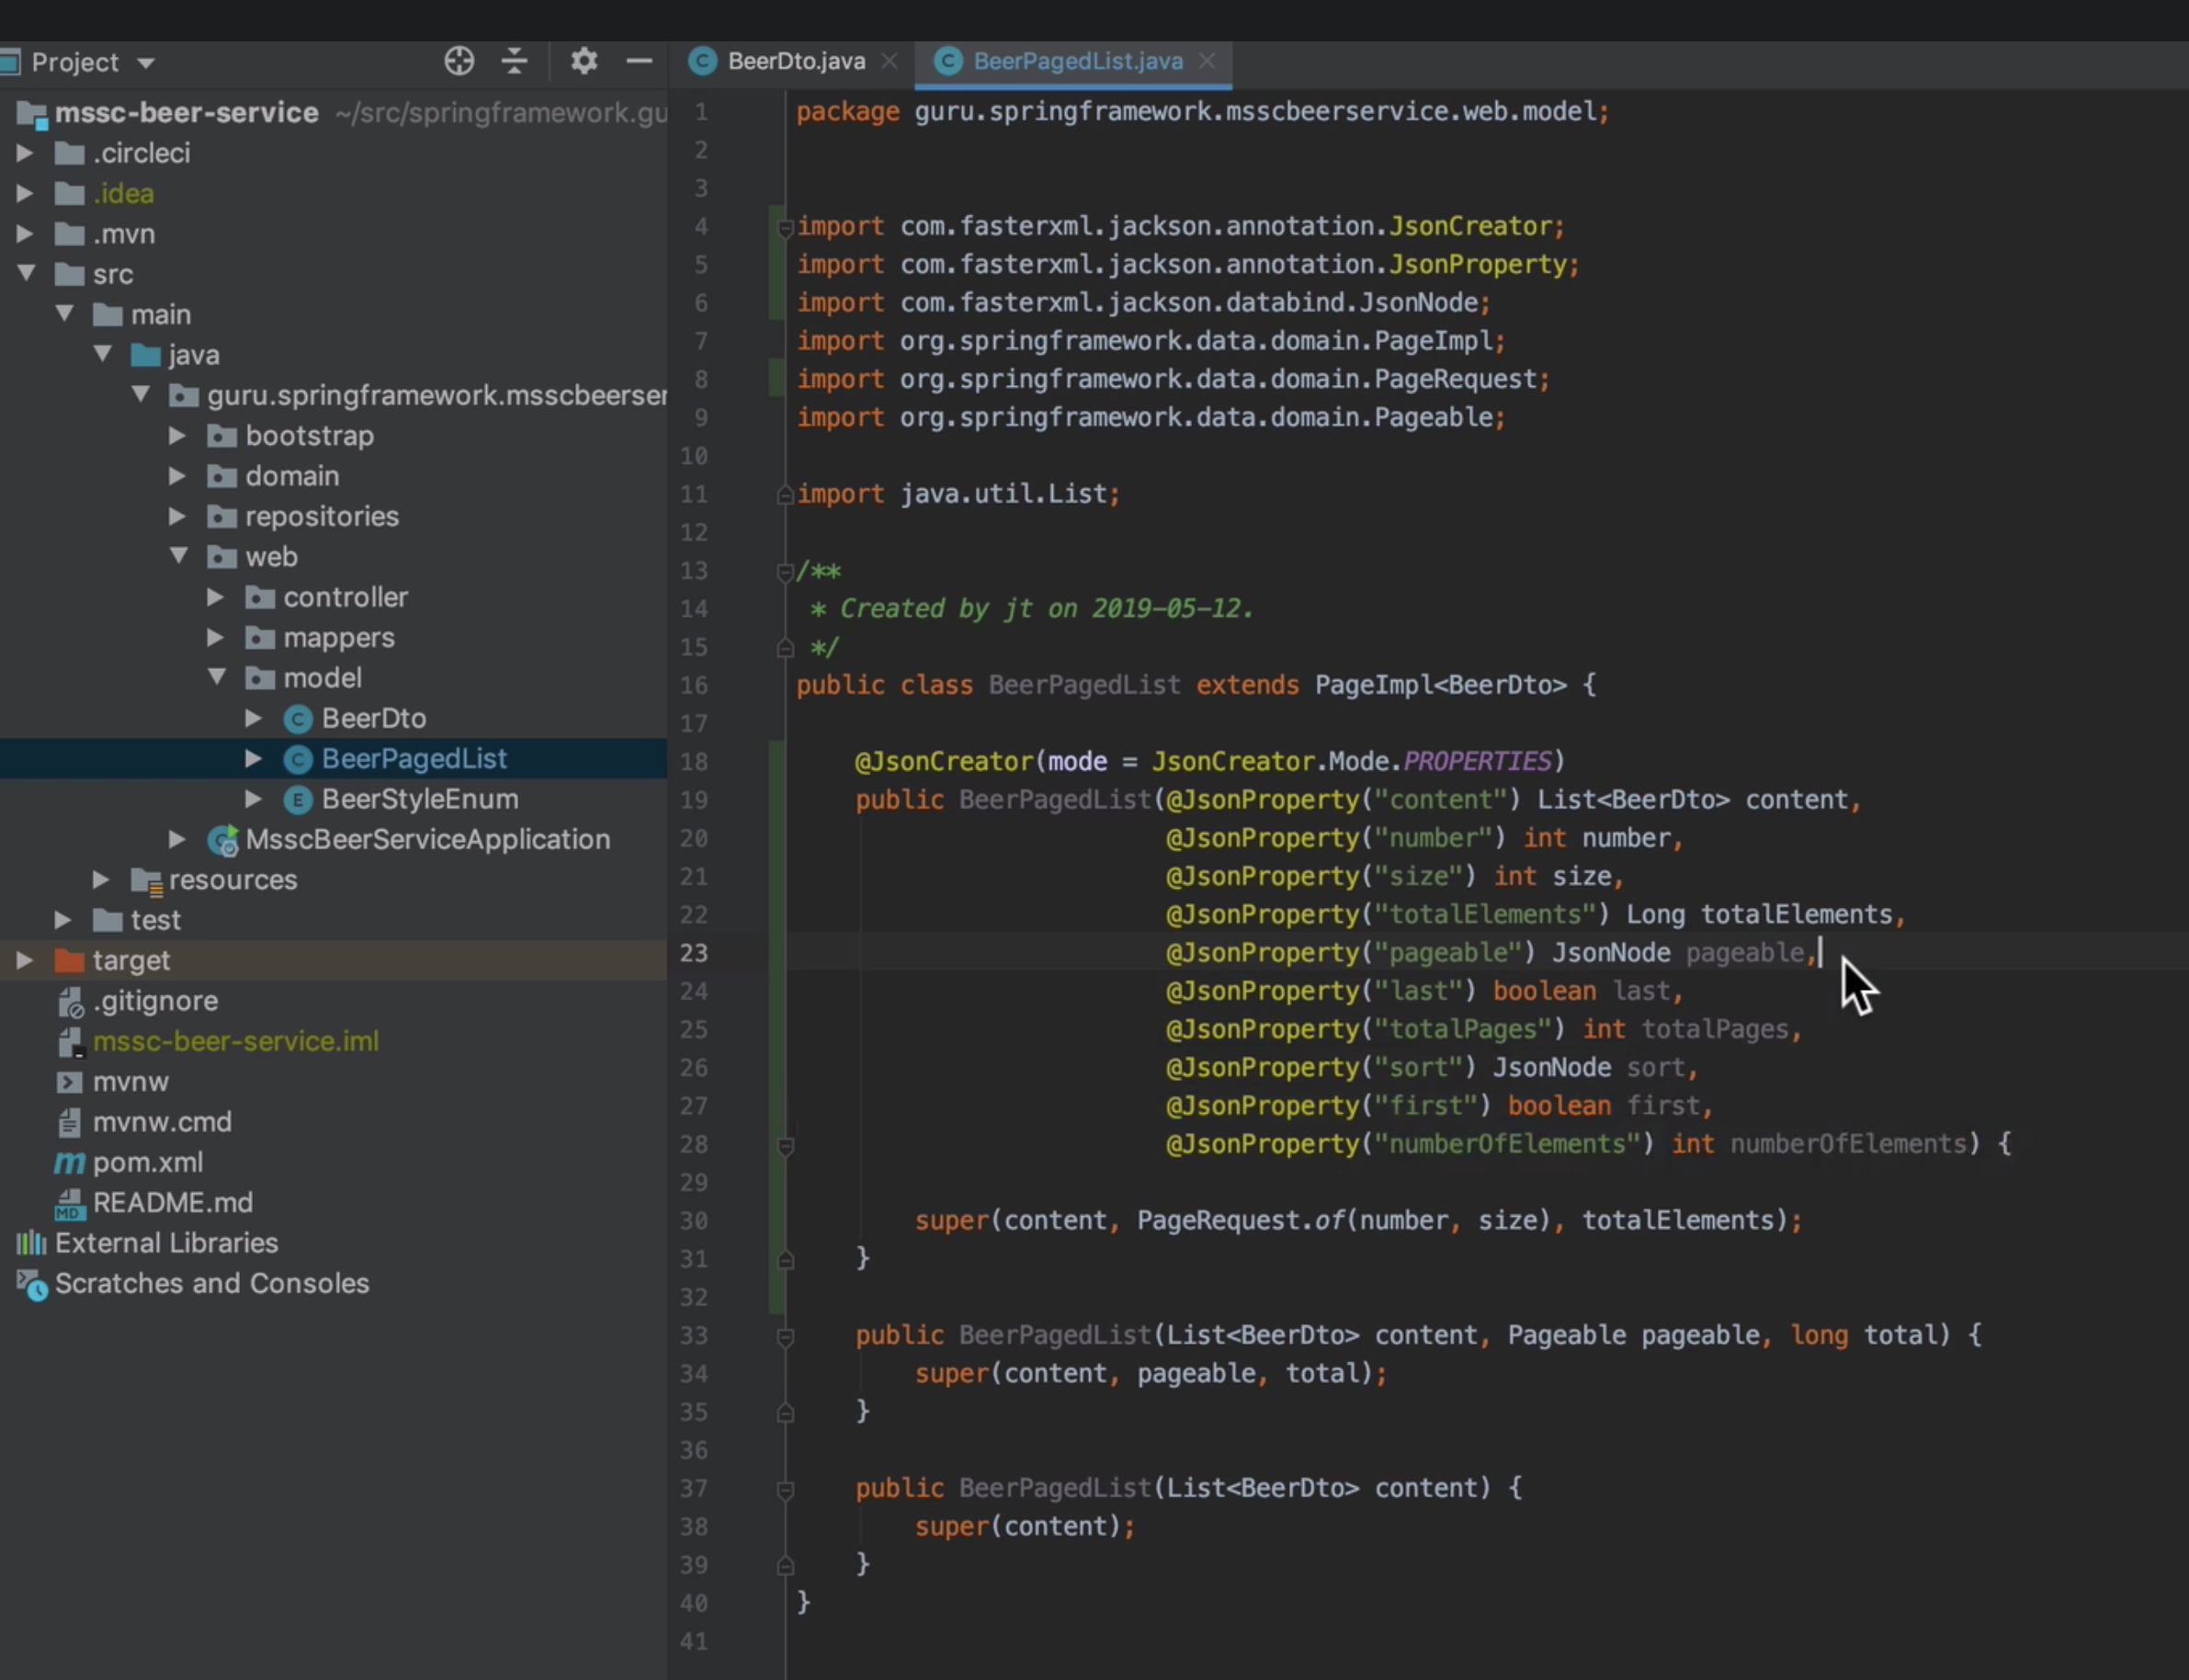 Project
mssc-beer-service ~/src/springframework.gu
.circleci
.idea
.mvn
src
main
java
guru.springframework.msscbeerser
bootstrap
domain
repositories
web
controller
mappers
model
BeerDto
BeerPagedList
BeerStyleEnum
MsscBeerServiceApplication
resources
test
target
.gitignore
mssc-beer-service.iml
mvnw
mvnw.cmd
pom.xml
README.md
External Libraries
Scratches and Consoles
BeerDto.java BeerPagedList.java
1 package guru.springframework.msscbeerservice.web.model;
2
3
4 import com.fasterxml.jackson.annotation.JsonCreator;
5 import com.fasterxml.jackson.annotation.JsonProperty;
6 import com.fasterxml.jackson.databind.JsonNode;
7 import org.springframework.data.domain.PageImpl;
8 import org.springframework.data.domain.PageRequest;
9 import org.springframework.data.domain.Pageable;
10
11 import java.util.List;
12
13 /**
14 * Created by jt on 2019-05-12.
15 */
16 public class BeerPagedList extends PageImpl<BeerDto> {
17
18 @JsonCreator(mode = JsonCreator.Mode.PROPERTIES)
19 public BeerPagedList(@JsonProperty("content") List<BeerDto> content,
20 @JsonProperty("number") int number,
21 @JsonProperty("size") int size,
22 @JsonProperty("totalElements") Long totalElements,
23 @JsonProperty("pageable") JsonNode pageable,
24 @JsonProperty("last") boolean last,
25 @JsonProperty("totalPages") int totalPages,
26 @JsonProperty("sort") JsonNode sort,
27 @JsonProperty("first") boolean first,
28 @JsonProperty("numberOfElements") int numberOfElements) {
29
30 super(content, PageRequest.of(number, size), totalElements);
31 }
32
33 public BeerPagedList(List<BeerDto> content, Pageable pageable, long total) {
34 super(content, pageable, total);
35 }
36
37 public BeerPagedList(List<BeerDto> content) {
38 super(content);
39 }
40 }
41